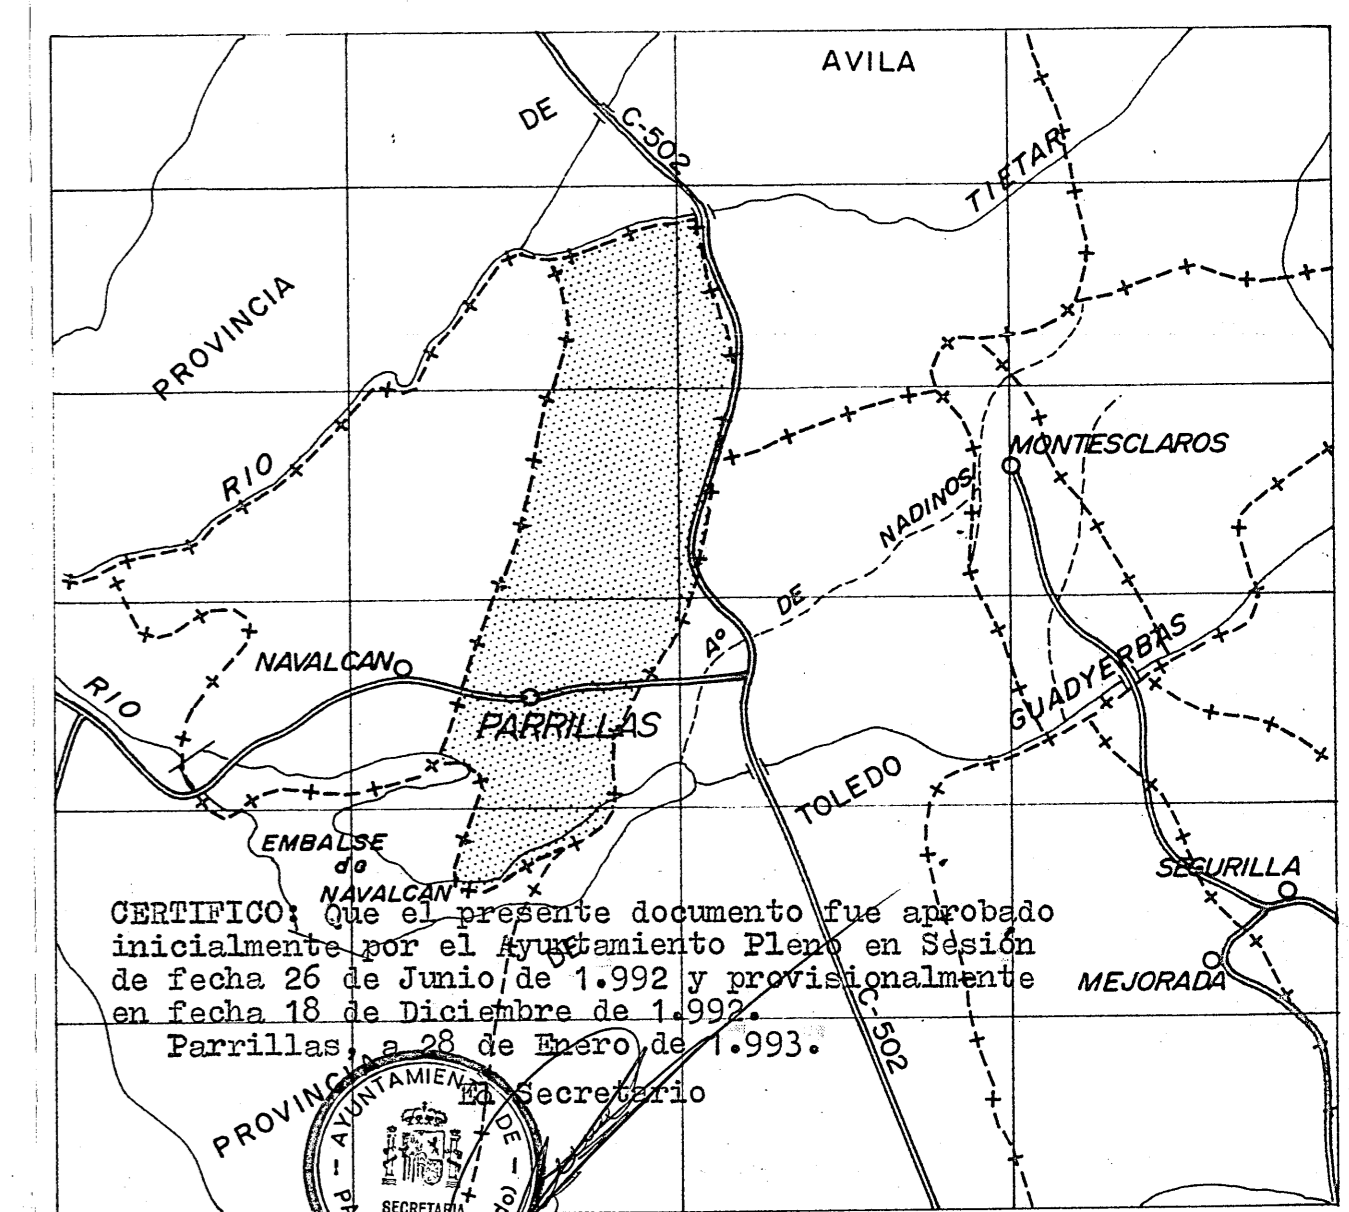 AVILA
DE
C-502
TIETAR
PROVINCIA
RIO
MONTESCLAROS
NADINOS
DE
Aº
NAVALCAN
RIO
GUADYERBAS
PARRILLAS
TOLEDO
EMBALSE
de
NAVALCAN
SEGURILLA
CERTIFICO: Que el presente documento fue aprobado
inicialmente por el Ayuntamiento Pleno en Sesión
DE
de fecha 26 de Junio de 1.992 y provisionalmente
MEJORADA
en fecha 18 de Diciembre de 1.992.
C-502
Parrillas, a 28 de Enero de 1.993.
PROVINCIA
El Secretario
AYUNTAMIEN DE
SECRETARIA